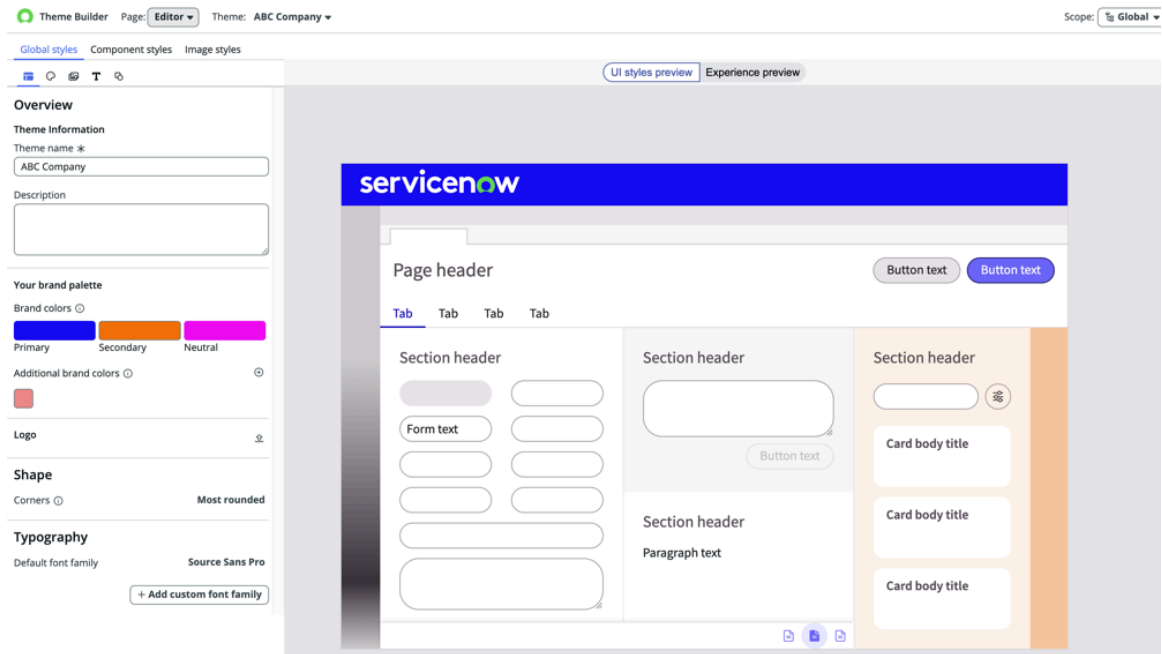 Theme Builder Page: Editor Theme: ABC Company Scope: Global
Global styles Component styles Image styles
UI styles preview Experience preview
Overview
Theme Information
Theme name *
ABC Company
Description
Your brand palette
Brand colors
Primary Secondary Neutral
Additional brand colors
Logo
Shape
Corners Most rounded
Typography
Default font family Source Sans Pro
+ Add custom font family
servicenow
Page header Button text Button text
Tab Tab Tab Tab
Section header
Form text
Section header
Button text
Section header
Paragraph text
Section header
Card body title
Card body title
Card body title